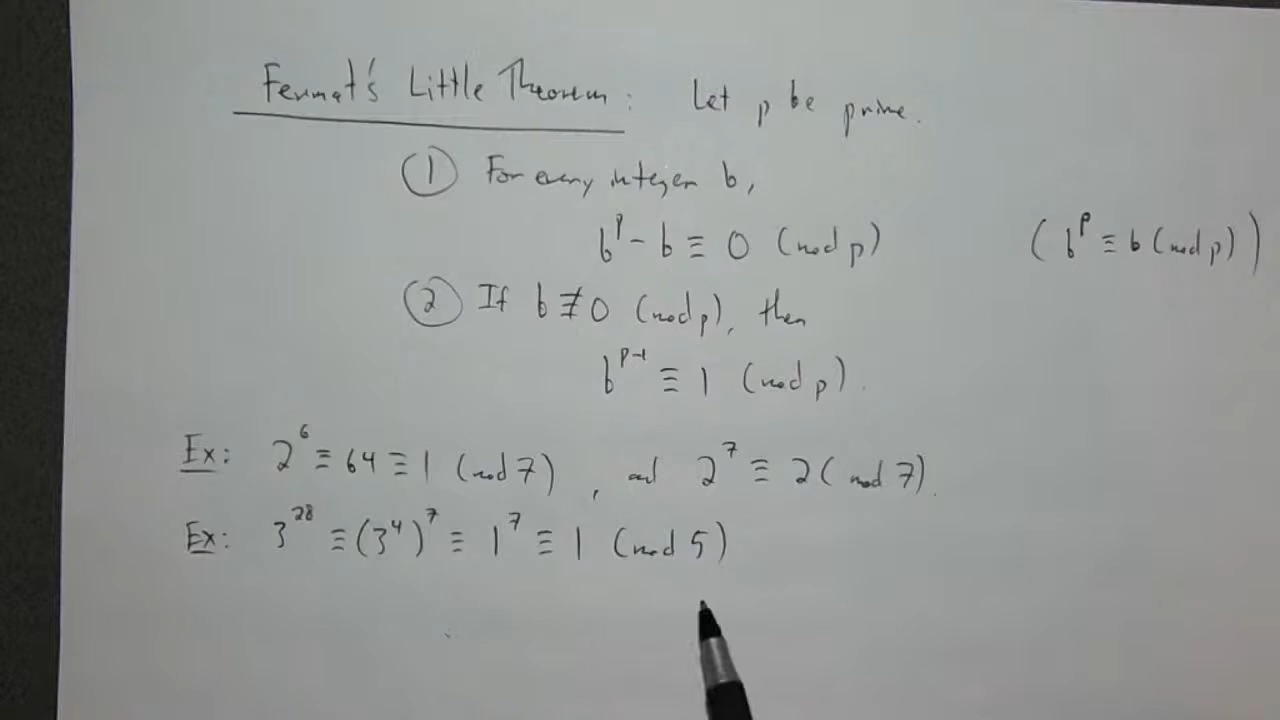 Fermat's Little Theorem: Let p be prime.
① For every integer b,
b^p - b ≡ 0 (mod p) (b^p ≡ b (mod p))
② If b ≢ 0 (mod p), then
b^{p-1} ≡ 1 (mod p).
Ex: 2^6 ≡ 64 ≡ 1 (mod 7), and 2^7 ≡ 2 (mod 7).
Ex: 3^{28} ≡ (3^4)^7 ≡ 1^7 ≡ 1 (mod 5)